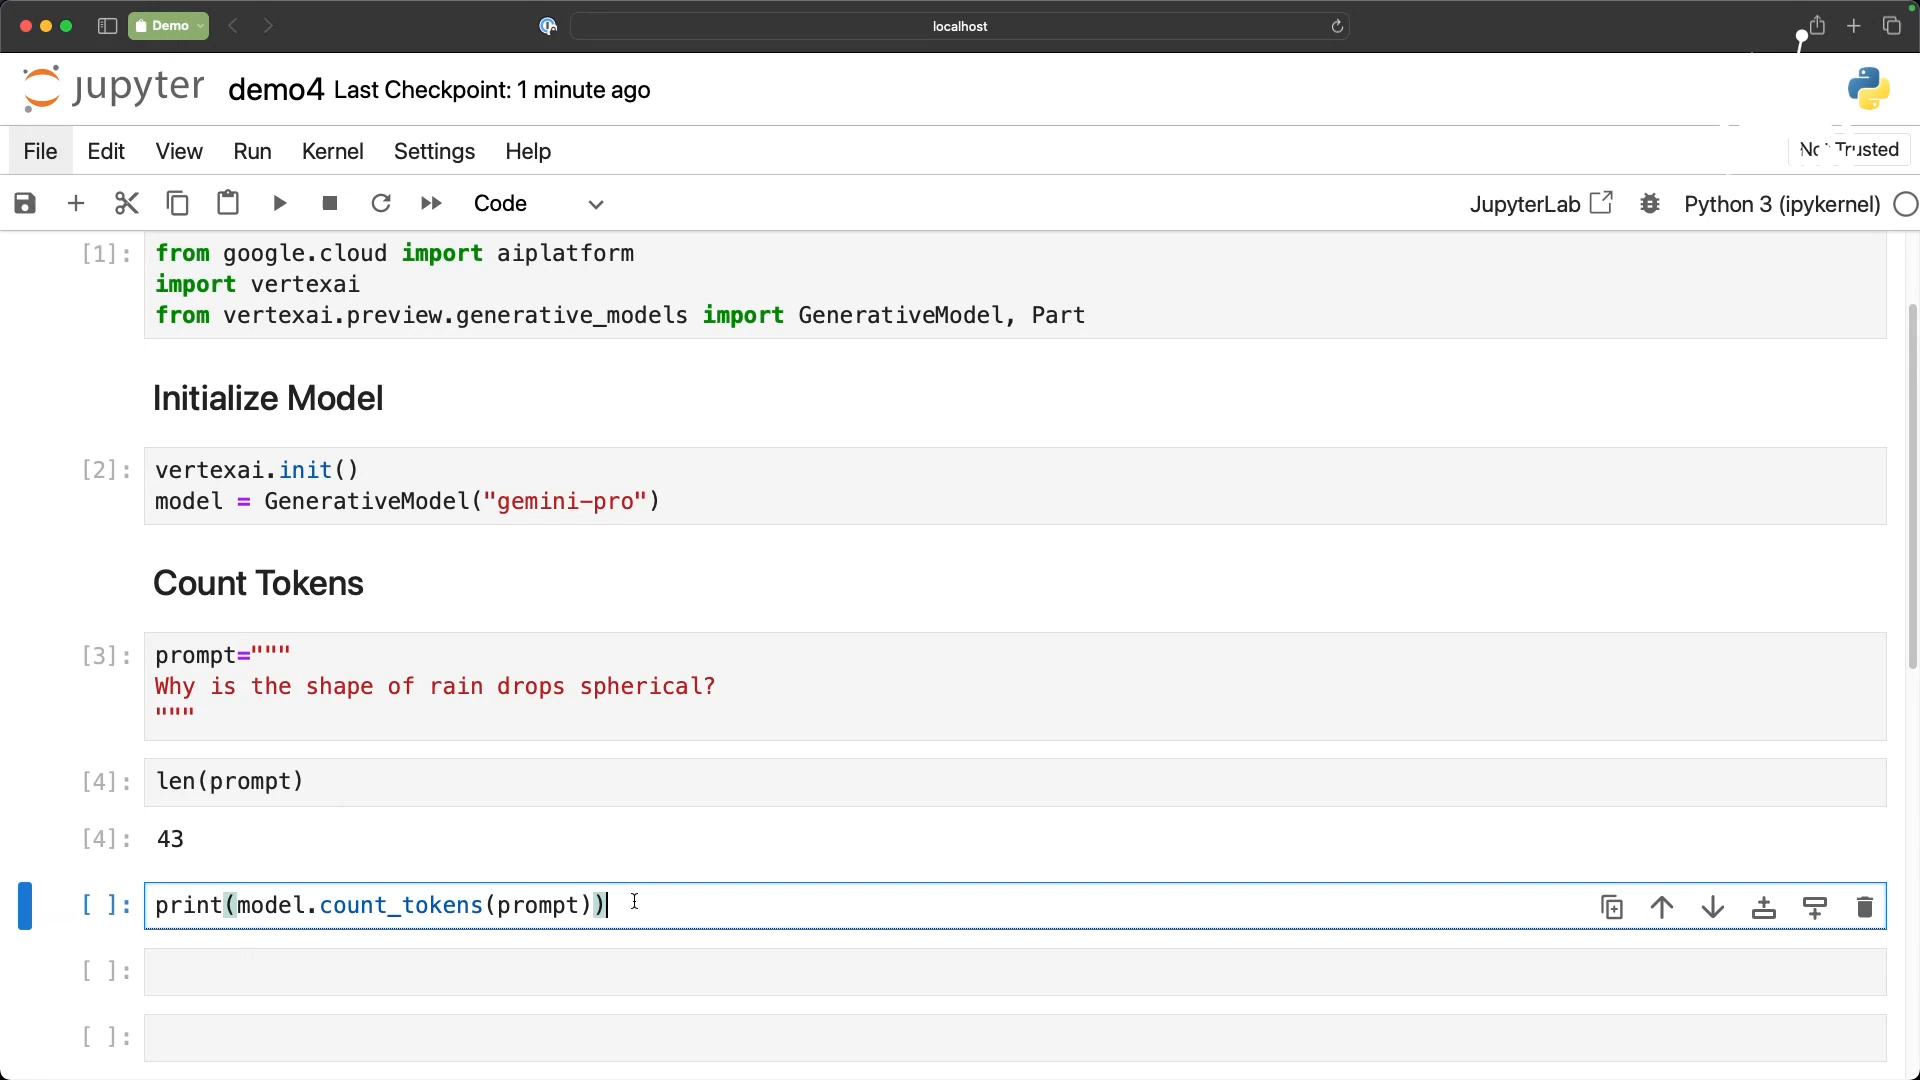 Demo
localhost
jupyter demo4 Last Checkpoint: 1 minute ago
File Edit View Run Kernel Settings Help
Trusted
Code
JupyterLab
Python 3 (ipykernel)
[1]: from google.cloud import aiplatform
import vertexai
from vertexai.preview.generative_models import GenerativeModel, Part
Initialize Model
[2]: vertexai.init()
model = GenerativeModel("gemini-pro")
Count Tokens
[3]: prompt="""
Why is the shape of rain drops spherical?
"""
[4]: len(prompt)
[4]: 43
[ ]: print(model.count_tokens(prompt))
[ ]:
[ ]: